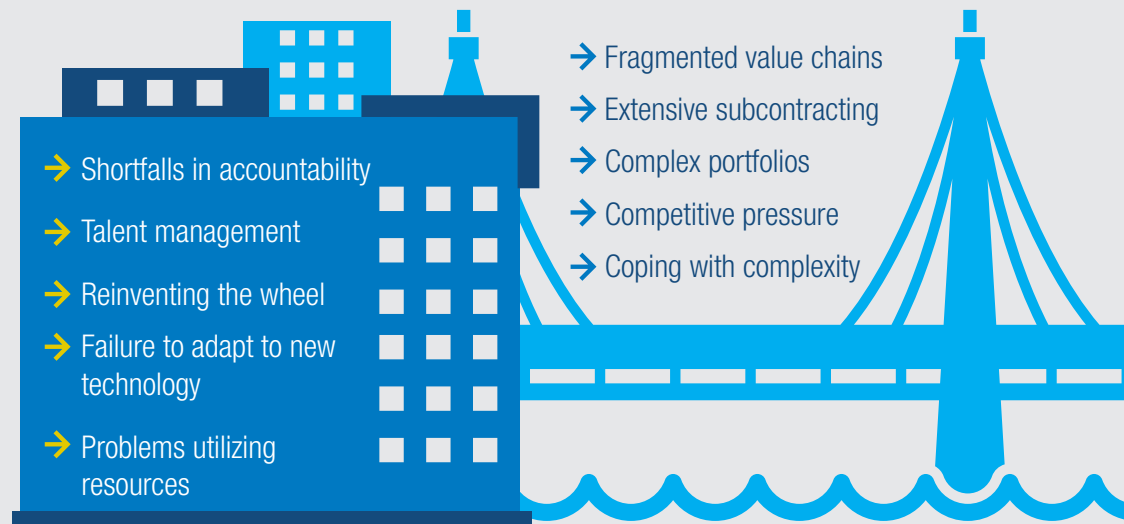 → Shortfalls in accountability
→ Talent management
→ Reinventing the wheel
→ Failure to adapt to new
technology
→ Problems utilizing
resources
→ Fragmented value chains
→ Extensive subcontracting
→ Complex portfolios
→ Competitive pressure
→ Coping with complexity